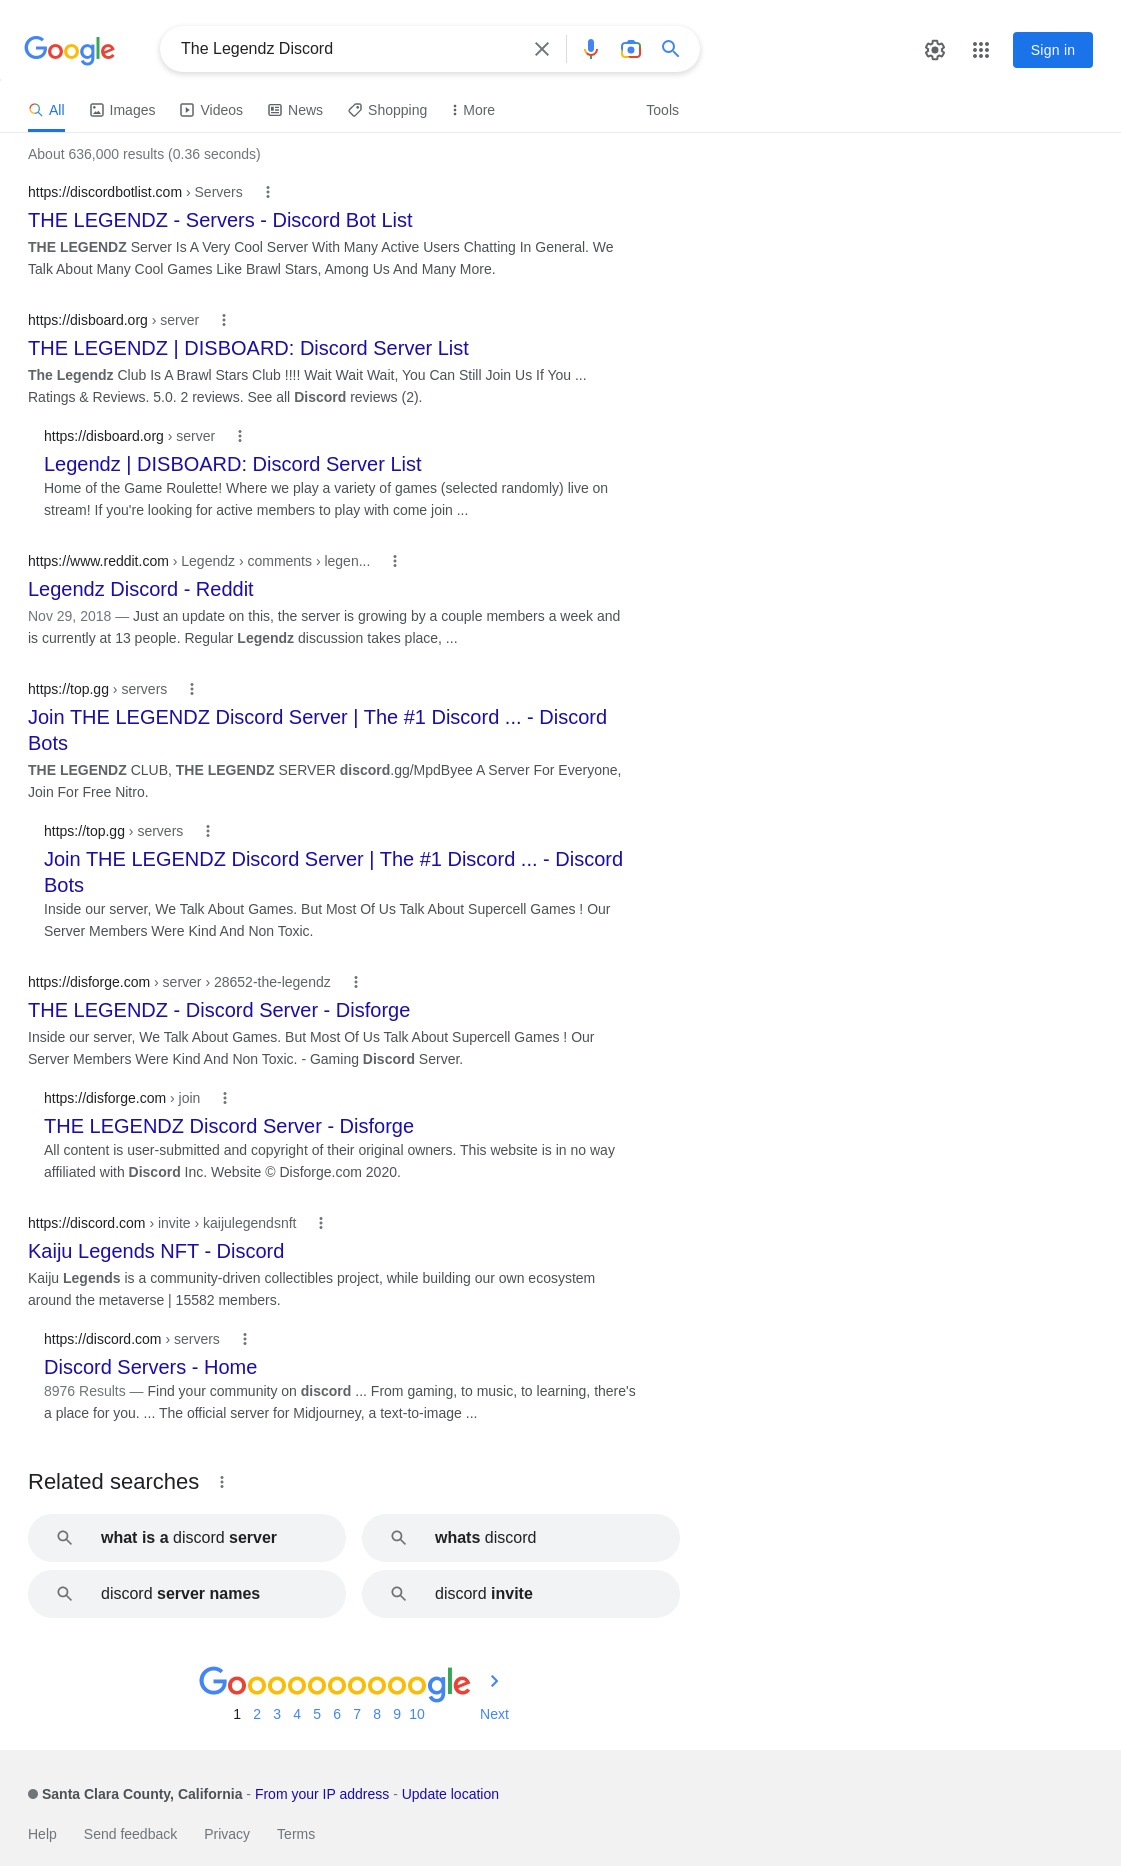 Google
The Legendz Discord
Sign in
All Images Videos News Shopping More Tools
About 636,000 results (0.36 seconds)
https://discordbotlist.com › Servers
THE LEGENDZ - Servers - Discord Bot List
THE LEGENDZ Server Is A Very Cool Server With Many Active Users Chatting In General. We
Talk About Many Cool Games Like Brawl Stars, Among Us And Many More.
https://disboard.org › server
THE LEGENDZ | DISBOARD: Discord Server List
The Legendz Club Is A Brawl Stars Club !!!! Wait Wait Wait, You Can Still Join Us If You ...
Ratings & Reviews. 5.0. 2 reviews. See all Discord reviews (2).
https://disboard.org › server
Legendz | DISBOARD: Discord Server List
Home of the Game Roulette! Where we play a variety of games (selected randomly) live on
stream! If you're looking for active members to play with come join ...
https://www.reddit.com › Legendz › comments › legen...
Legendz Discord - Reddit
Nov 29, 2018 — Just an update on this, the server is growing by a couple members a week and
is currently at 13 people. Regular Legendz discussion takes place, ...
https://top.gg › servers
Join THE LEGENDZ Discord Server | The #1 Discord ... - Discord
Bots
THE LEGENDZ CLUB, THE LEGENDZ SERVER discord.gg/MpdByee A Server For Everyone,
Join For Free Nitro.
https://top.gg › servers
Join THE LEGENDZ Discord Server | The #1 Discord ... - Discord
Bots
Inside our server, We Talk About Games. But Most Of Us Talk About Supercell Games ! Our
Server Members Were Kind And Non Toxic.
https://disforge.com › server › 28652-the-legendz
THE LEGENDZ - Discord Server - Disforge
Inside our server, We Talk About Games. But Most Of Us Talk About Supercell Games ! Our
Server Members Were Kind And Non Toxic. - Gaming Discord Server.
https://disforge.com › join
THE LEGENDZ Discord Server - Disforge
All content is user-submitted and copyright of their original owners. This website is in no way
affiliated with Discord Inc. Website © Disforge.com 2020.
https://discord.com › invite › kaijulegendsnft
Kaiju Legends NFT - Discord
Kaiju Legends is a community-driven collectibles project, while building our own ecosystem
around the metaverse | 15582 members.
https://discord.com › servers
Discord Servers - Home
8976 Results — Find your community on discord ... From gaming, to music, to learning, there's
a place for you. ... The official server for Midjourney, a text-to-image ...
Related searches
what is a discord server
whats discord
discord server names
discord invite
Goooooooooogle
1 2 3 4 5 6 7 8 9 10 Next
Santa Clara County, California - From your IP address - Update location
Help Send feedback Privacy Terms